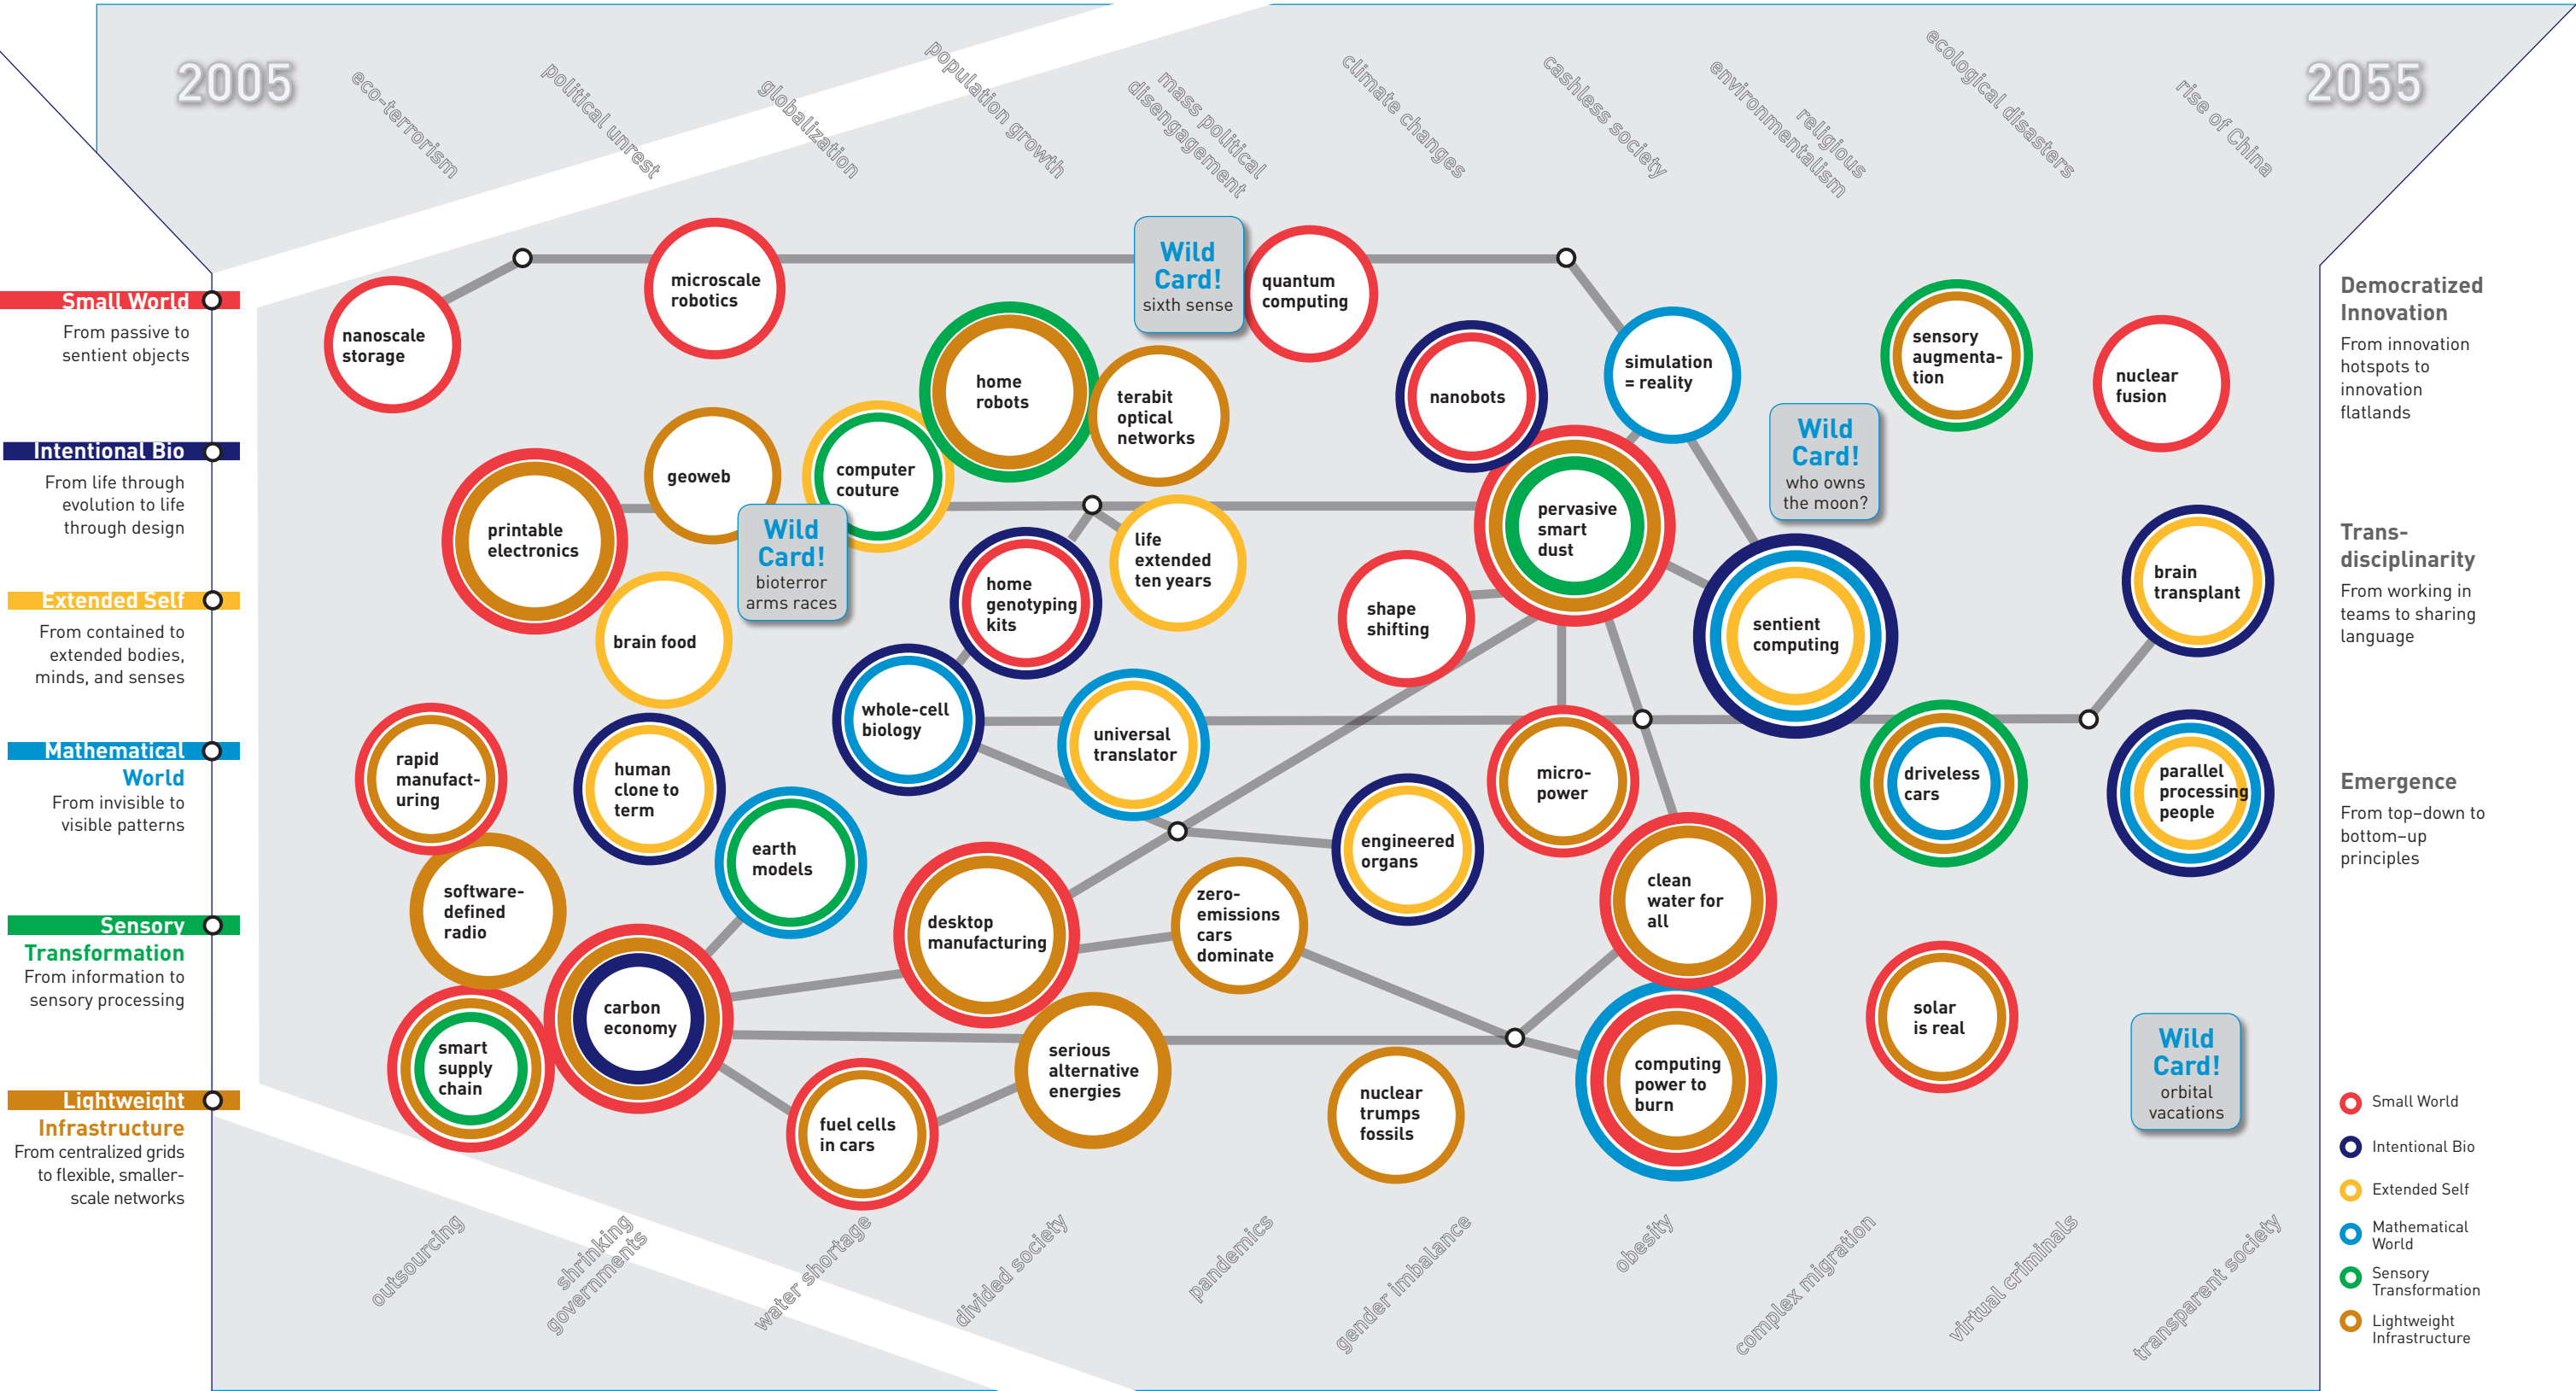 2005
2055
eco-terrorism
political unrest
globalization
population growth
mass political
disengagement
climate changes
cashless society
religious
environmentalism
ecological disasters
rise of China
Small World
From passive to
sentient objects
Intentional Bio
From life through
evolution to life
through design
Extended Self
From contained to
extended bodies,
minds, and senses
Mathematical
World
From invisible to
visible patterns
Sensory
Transformation
From information to
sensory processing
Lightweight
Infrastructure
From centralized grids
to flexible, smaller-
scale networks
nanoscale
storage
microscale
robotics
Wild
Card!
sixth sense
quantum
computing
home
robots
terabit
optical
networks
nanobots
simulation
= reality
sensory
augmenta-
tion
nuclear
fusion
printable
electronics
geoweb
computer
couture
Wild
Card!
bioterror
arms races
life
extended
ten years
pervasive
smart
dust
Wild
Card!
who owns
the moon?
brain food
home
genotyping
kits
shape
shifting
sentient
computing
brain
transplant
whole-cell
biology
universal
translator
rapid
manufact-
uring
human
clone to
term
earth
models
engineered
organs
micro-
power
driveless
cars
parallel
processing
people
software-
defined
radio
desktop
manufacturing
zero-
emissions
cars
dominate
clean
water for
all
carbon
economy
smart
supply
chain
fuel cells
in cars
serious
alternative
energies
nuclear
trumps
fossils
computing
power to
burn
solar
is real
Wild
Card!
orbital
vacations
outsourcing
shrinking
governments
water shortage
divided society
pandemics
gender imbalance
obesity
complex migration
virtual criminals
transparent society
Democratized
Innovation
From innovation
hotspots to
innovation
flatlands
Trans-
disciplinarity
From working in
teams to sharing
language
Emergence
From top–down to
bottom–up
principles
Small World
Intentional Bio
Extended Self
Mathematical
World
Sensory
Transformation
Lightweight
Infrastructure